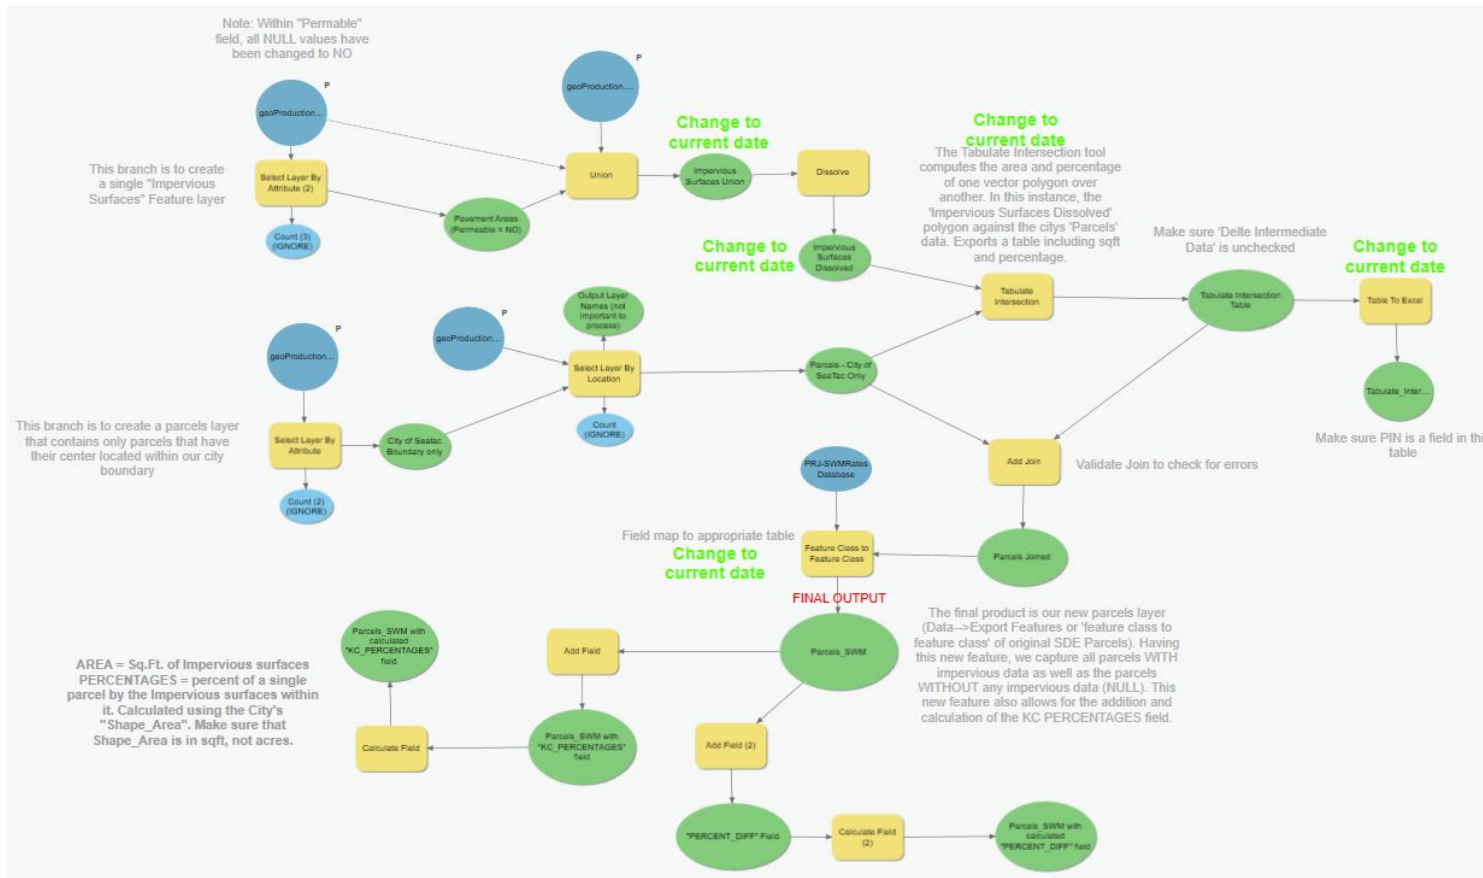 Note: Within "Permable"
field, all NULL values have
been changed to NO
P
geoProduction...
P
geoProduction....
This branch is to create
a single "Impervious
Surfaces" Feature layer
Select Layer By
Attribute (2)
Count (3)
(IGNORE)
Pavement Areas
(Permeable = NO)
Union
Change to
current date
Impervious
Surfaces Union
Dissolve
Change to
current date
Impervious
Surfaces
Dissolved
Change to
current date
The Tabulate Intersection tool
computes the area and percentage
of one vector polygon over
another. In this instance, the
'Impervious Surfaces Dissolved'
polygon against the citys 'Parcels'
data. Exports a table including sqft
and percentage.
Tabulate
Intersection
Make sure 'Delte Intermediate
Data' is unchecked
Tabulate Intersection
Table
Change to
current date
Table To Excel
Tabulate_Inter...
Make sure PIN is a field in thi
table
P
geoProduction...
P
geoProduction...
Output Layer
Names (not
important to
process)
Select Layer By
Location
Count
(IGNORE)
Parcels - City of
SeaTac Only
This branch is to create a parcels layer
that contains only parcels that have
their center located within our city
boundary
Select Layer By
Attribute
City of Seatac
Boundary only
Count (2)
(IGNORE)
Add Join
Validate Join to check for errors
PRJ-SWMRates
Database
Field map to appropriate table
Change to
current date
Feature Class to
Feature Class
Parcels Joined
FINAL OUTPUT
Parcels_SWM
The final product is our new parcels layer
(Data-->Export Features or 'feature class to
feature class' of original SDE Parcels). Having
this new feature, we capture all parcels WITH
impervious data as well as the parcels
WITHOUT any impervious data (NULL). This
new feature also allows for the addition and
calculation of the KC PERCENTAGES field.
AREA = Sq.Ft. of Impervious surfaces
PERCENTAGES = percent of a single
parcel by the Impervious surfaces within
it. Calculated using the City's
"Shape_Area". Make sure that
Shape_Area is in sqft, not acres.
Parcels_SWM with
calculated
"KC_PERCENTAGES"
field
Calculate Field
Add Field
Parcels_SWM with
"KC_PERCENTAGES"
field
Add Field (2)
"PERCENT_DIFF" Field
Calculate Field
(2)
Parcels_SWM with
calculated
"PERCENT_DIFF" field